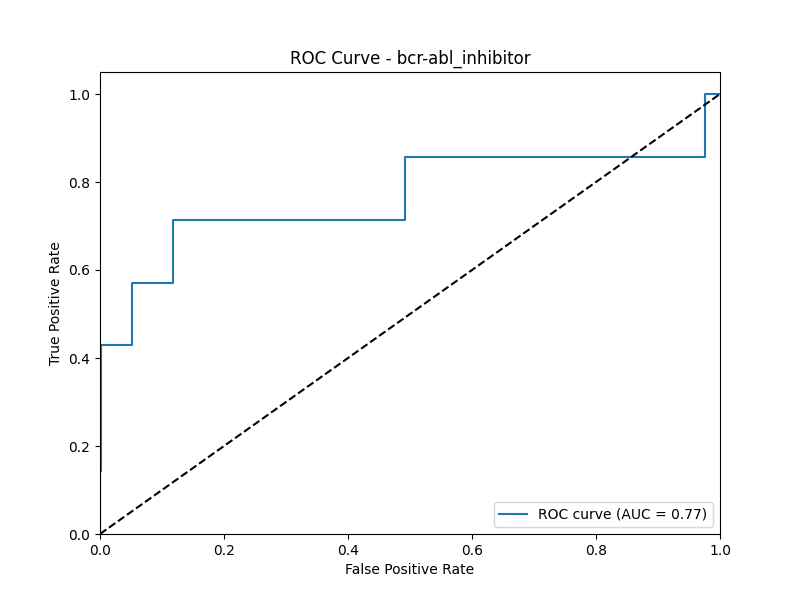 ROC Curve - bcr-abl_inhibitor
True Positive Rate
1.0
0.8
0.6
0.4
0.2
0.0
0.0 0.2 0.4 0.6 0.8 1.0
False Positive Rate
ROC curve (AUC = 0.77)